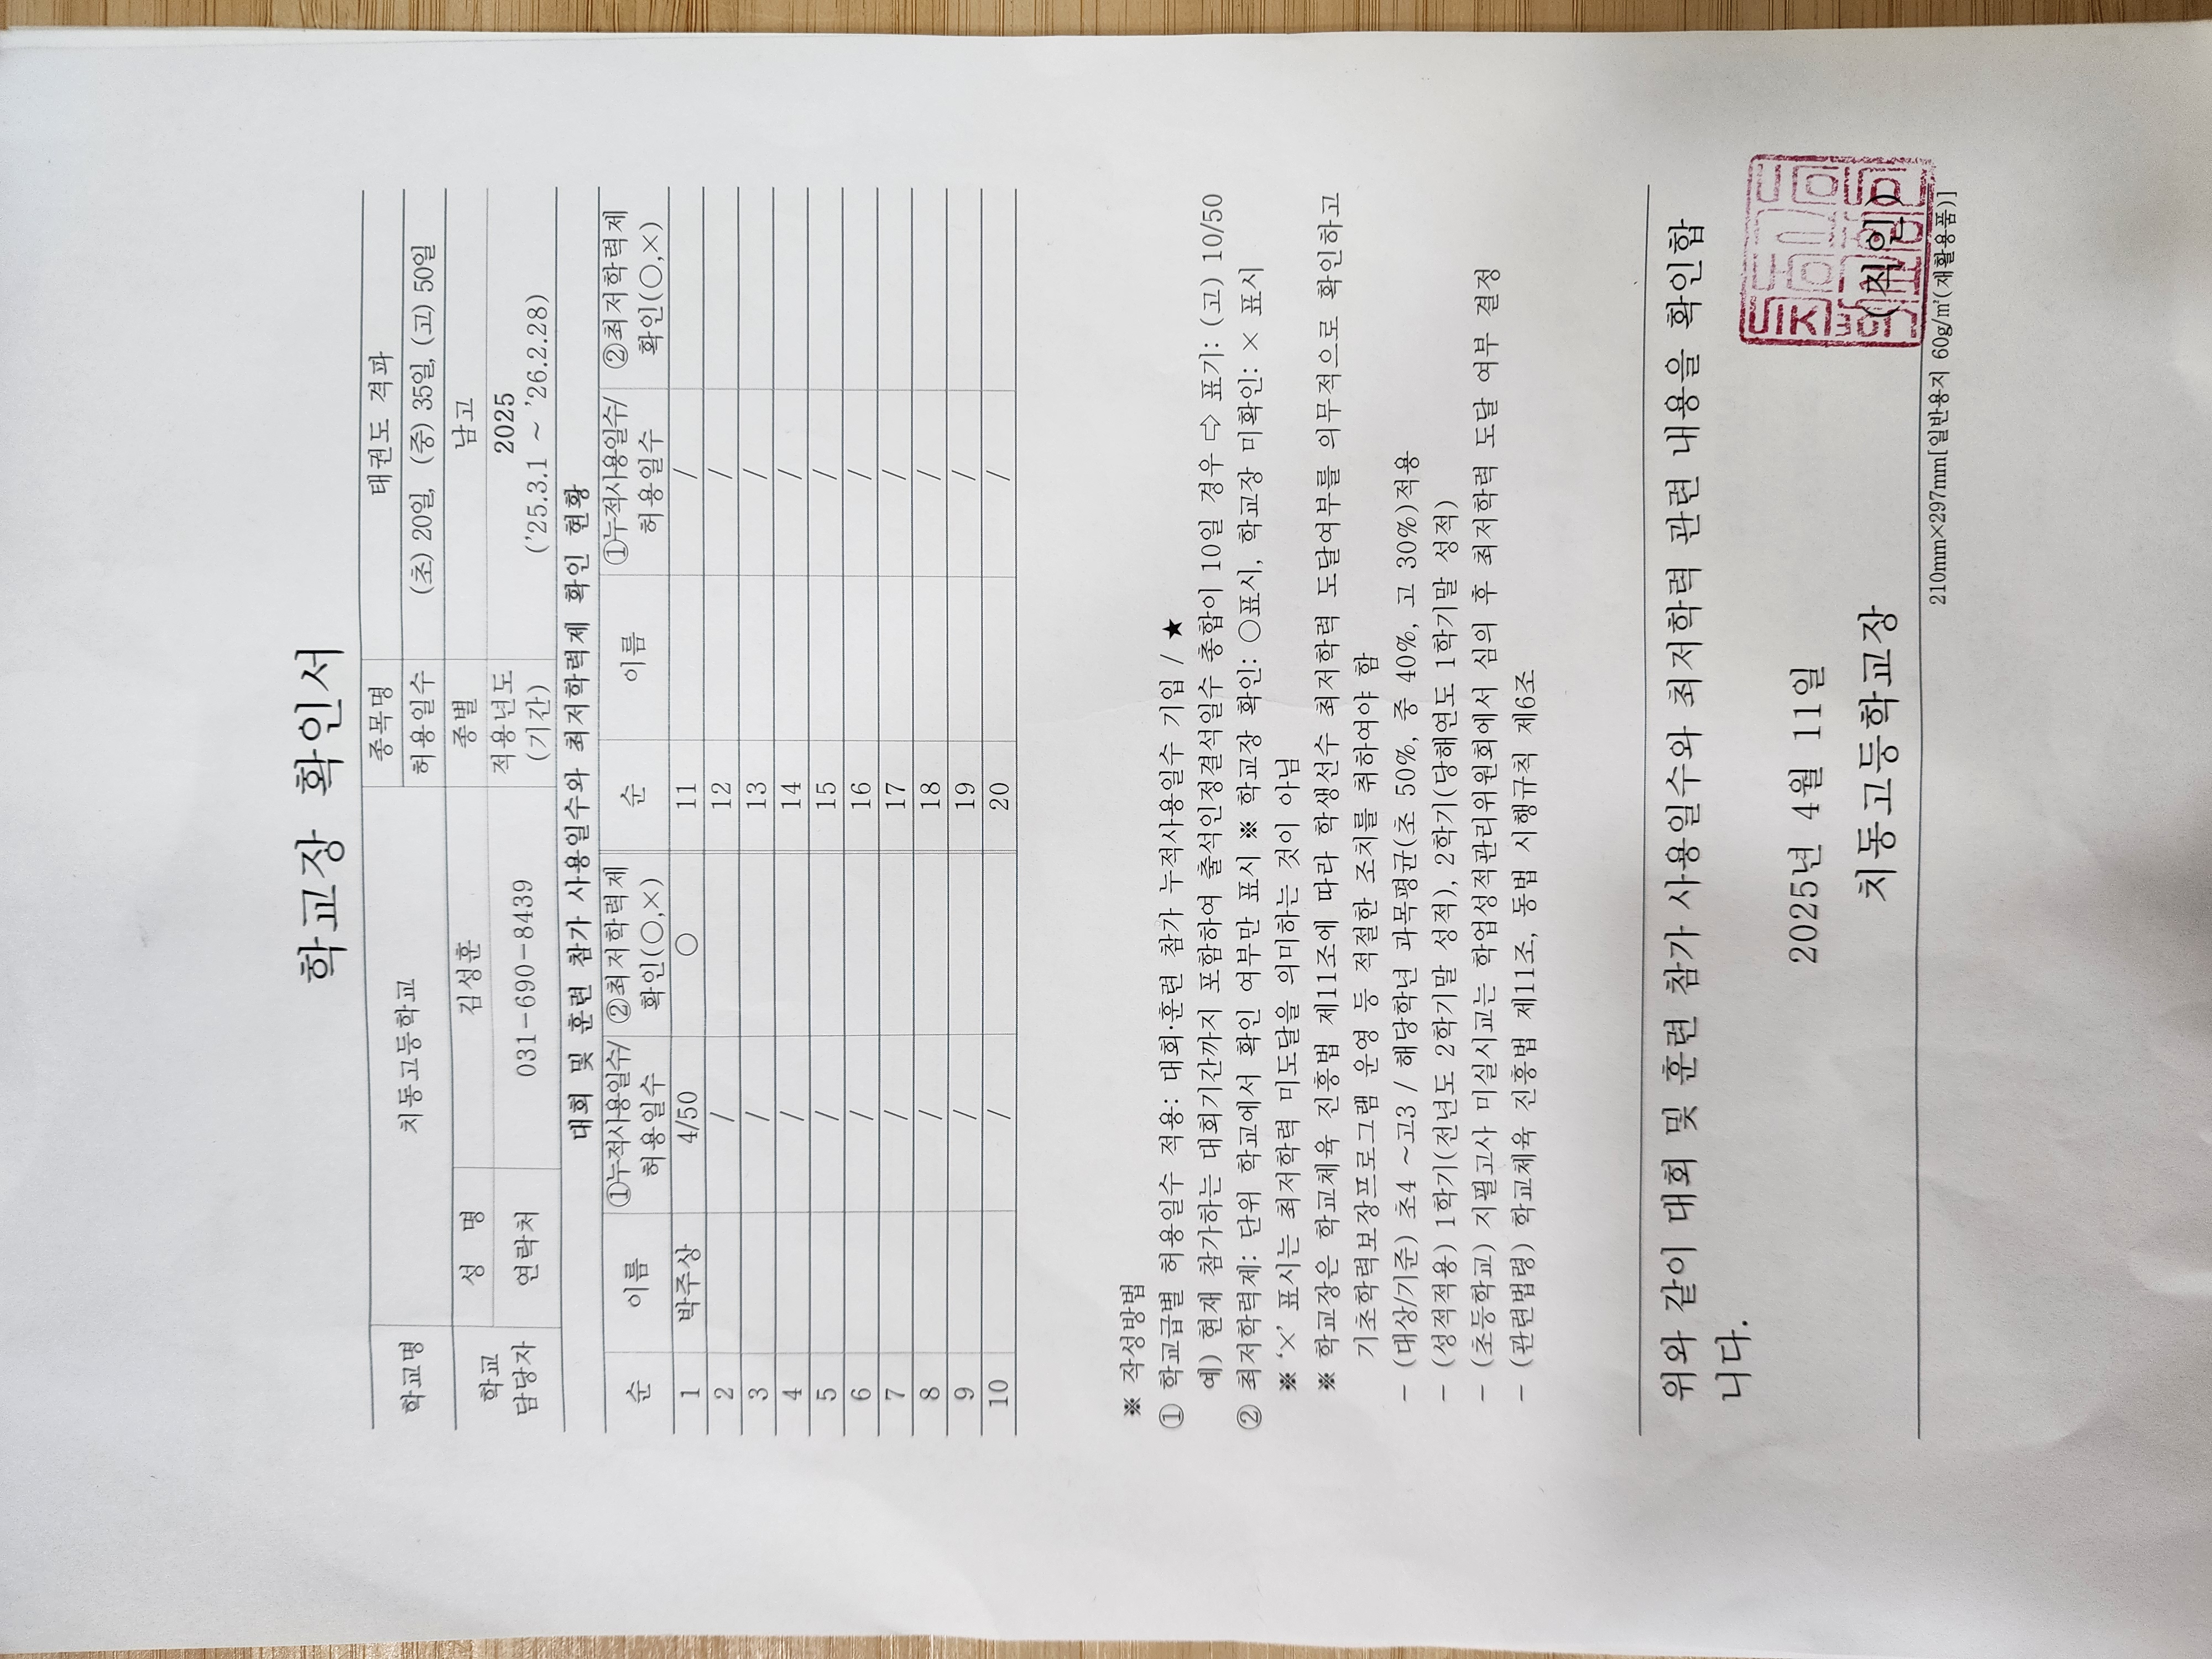 학교장 확인서
학교명 치동고등학교 종목명 태권도 격파
허용일수 (초) 20일, (중) 35일, (고) 50일
학교 담당자 성 명 김성훈 종별 남고
연락처 031-690-8439 적용년도 (기간) 2025 ('25.3.1 ~ '26.2.28)
대회 및 훈련 참가 사용일수와 최저학력제 확인 현황
순 이름 ①누적사용일수/허용일수 ②최저학력제 확인(○,×) 순 이름 ①누적사용일수/허용일수 ②최저학력제 확인(○,×)
1 박주상 4/50 ○ 11 /
2 / 12 /
3 / 13 /
4 / 14 /
5 / 15 /
6 / 16 /
7 / 17 /
8 / 18 /
9 / 19 /
10 / 20 /
※ 작성방법
① 학교급별 허용일수 적용: 대회·훈련 참가 누적사용일수 기입 / ★
예) 현재 참가하는 대회기간까지 포함하여 출석인정결석일수 총합이 10일 경우 ⇨ 표기: (고) 10/50
② 최저학력제: 단위 학교에서 확인 여부만 표시 ※ 학교장 확인: ○표시, 학교장 미확인: × 표시
※ '×' 표시는 최저학력 미도달을 의미하는 것이 아님
※ 학교장은 학교체육 진흥법 제11조에 따라 학생선수 최저학력 도달여부를 의무적으로 확인하고
기초학력보장프로그램 운영 등 적절한 조치를 취하여야 함
- (대상/기준) 초4 ~고3 / 해당학년 과목평균(초 50%, 중 40%, 고 30%)적용
- (성적적용) 1학기(전년도 2학기말 성적), 2학기(당해연도 1학기말 성적)
- (초등학교) 지필고사 미실시교는 학업성적관리위원회에서 심의 후 최저학력 도달 여부 결정
- (관련법령) 학교체육 진흥법 제11조, 동법 시행규칙 제6조
위와 같이 대회 및 훈련 참가 사용일수와 최저학력 관련 내용을 확인합
니다.
2025년 4월 11일
치동고등학교장 (직인)
210mm×297mm[일반용지 60g/㎡(재활용품)]